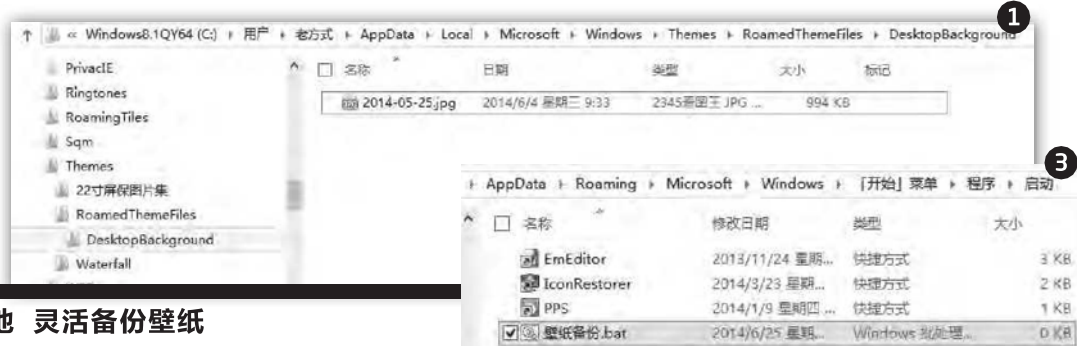 1
↑ « Windows8.1QY64 (C:) ▸ 用户 ▸ 老方式 ▸ AppData ▸ Local ▸ Microsoft ▸ Windows ▸ Themes ▸ RoamedThemeFiles ▸ DesktopBackground
PrivacIE
Ringtones
RoamingTiles
Sqm
Themes
22寸屏保图片集
RoamedThemeFiles
DesktopBackground
Waterfall
名称 日期 类型 大小 标记
2014-05-25.jpg 2014/6/4 星期三 9:33 2345看图王 JPG ... 994 KB
3
▸ AppData ▸ Roaming ▸ Microsoft ▸ Windows ▸ 「开始」菜单 ▸ 程序 ▸ 启动
名称 修改日期 类型 大小
EmEditor 2013/11/24 星期... 快捷方式 3 KB
IconRestorer 2014/3/23 星期... 快捷方式 2 KB
PPS 2014/1/9 星期四 ... 快捷方式 1 KB
壁纸备份.bat 2014/6/25 星期... Windows 批处理... 0 KB
灵活备份壁纸